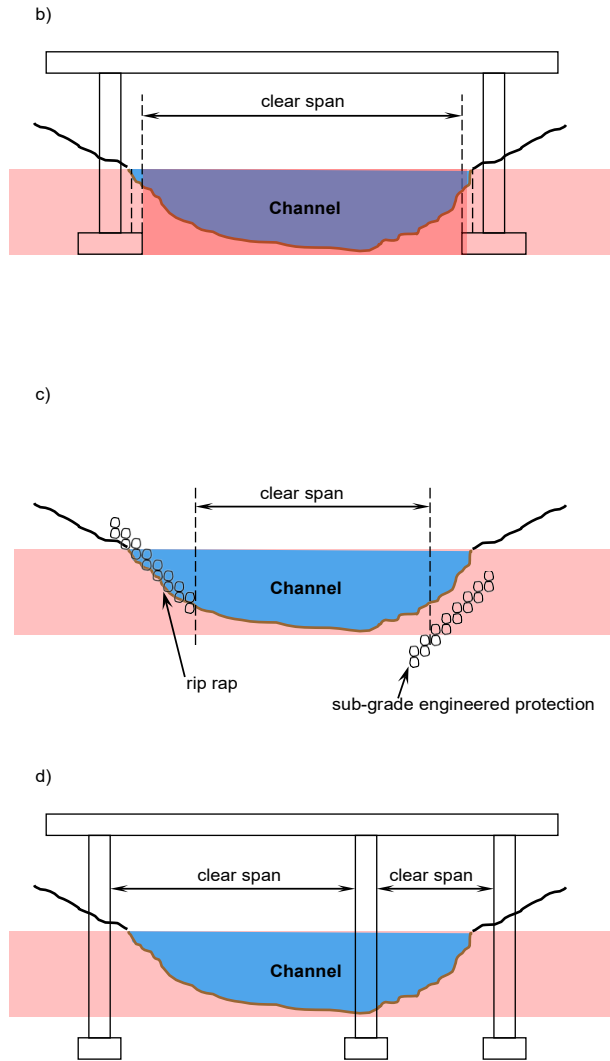 b)
clear span
Channel
c)
clear span
Channel
rip rap
sub-grade engineered protection
d)
clear span
clear span
Channel